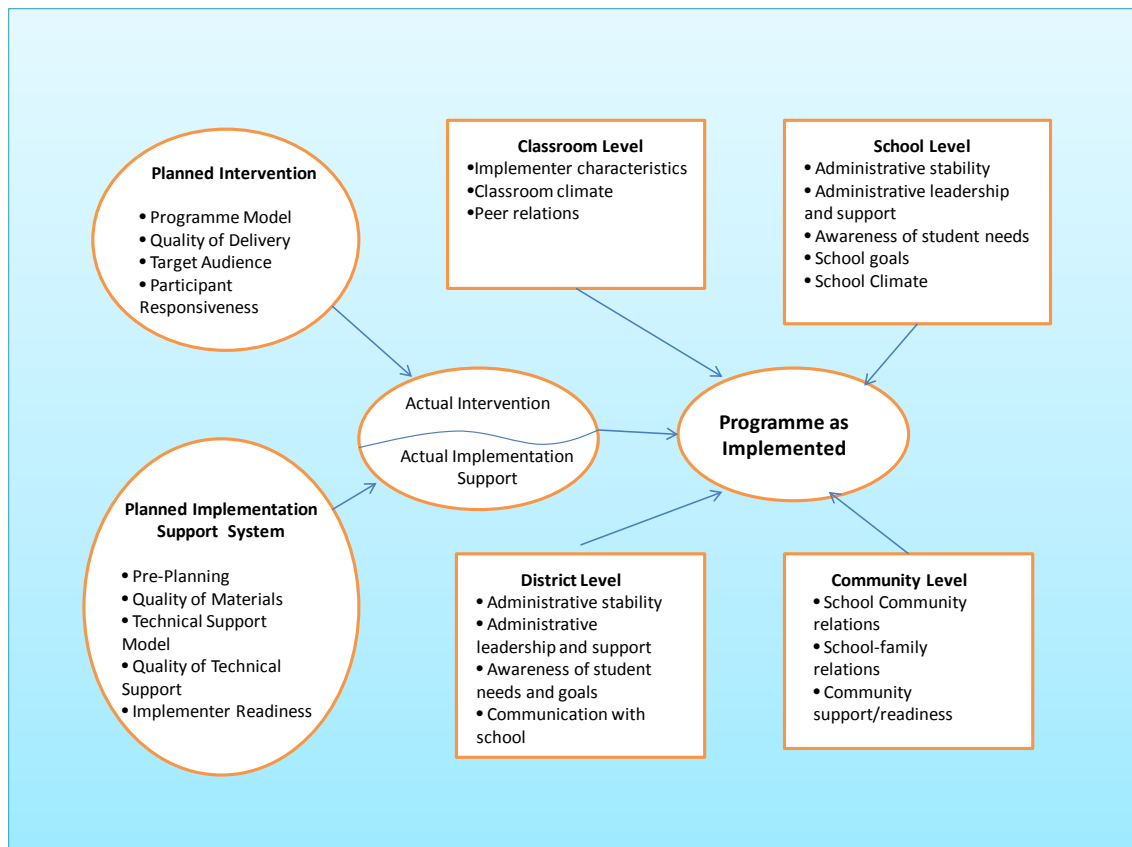 Planned Intervention
• Programme Model
• Quality of Delivery
• Target Audience
• Participant
Responsiveness
Classroom Level
•Implementer characteristics
•Classroom climate
•Peer relations
School Level
• Administrative stability
• Administrative leadership
and support
• Awareness of student needs
• School goals
• School Climate
Actual Intervention
Actual Implementation
Support
Programme as
Implemented
Planned Implementation
Support System
• Pre-Planning
• Quality of Materials
• Technical Support
Model
• Quality of Technical
Support
• Implementer Readiness
District Level
• Administrative stability
• Administrative
leadership and support
• Awareness of student
needs and goals
• Communication with
school
Community Level
• School Community
relations
• School-family
relations
• Community
support/readiness